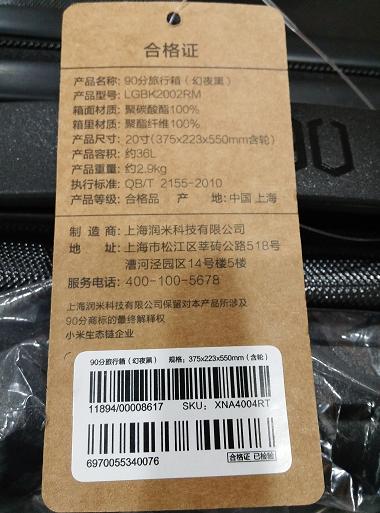 合格证
产品名称：90分旅行箱（幻夜黑）
产品型号：LGBK2002RM
箱面材质：聚碳酸酯100%
箱里材质：聚酯纤维100%
产品尺寸：20寸(375x223x550mm含轮)
产品容积：约36L
产品重量：约2.9kg
执行标准：QB/T 2155-2010
产品等级：合格品 产 地:中国 上海
制 造 商：上海润米科技有限公司
地 址：上海市松江区莘砖公路518号
漕河泾园区14号楼5楼
服务电话：400-100-5678
上海润米科技有限公司保留对本产品所涉及
90分商标的最终解释权
小米生态链企业
90分旅行箱（幻夜黑） 规格：375x223x550mm（含轮）
11894/00008617 SKU： XNA4004RT
6970055340076
合格证 已检验